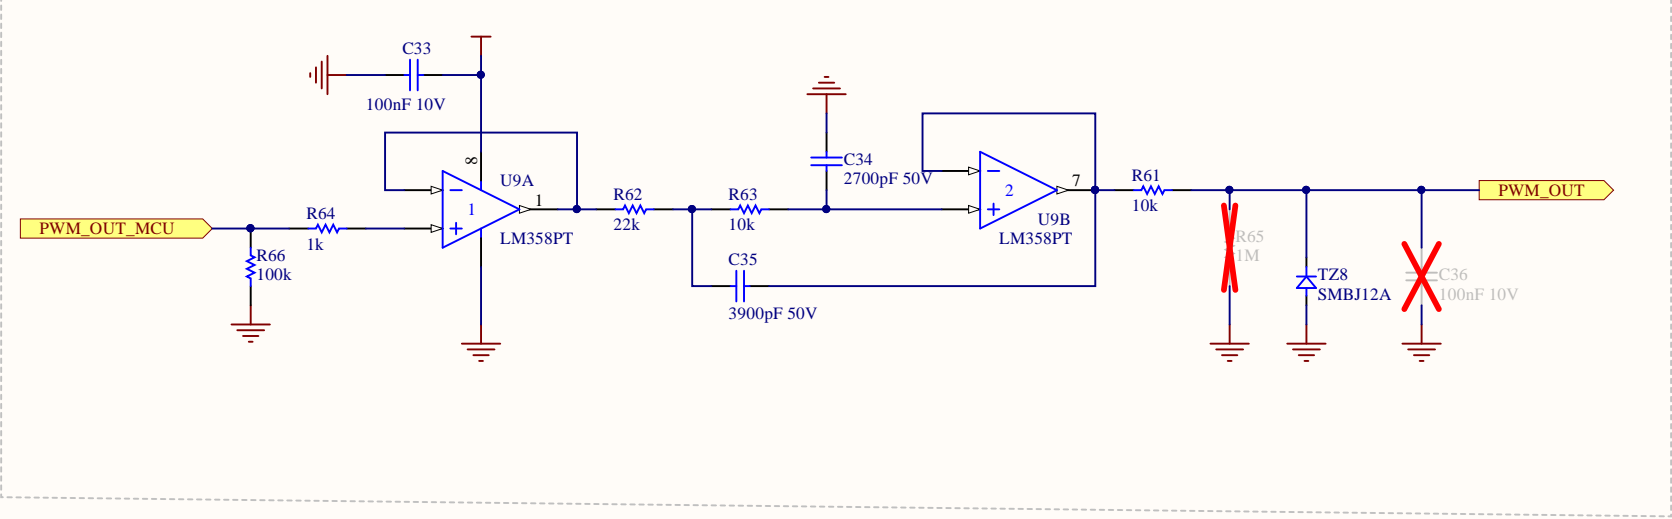 C33
100nF 10V
8
U9A
1
1
LM358PT
PWM_OUT_MCU
R64
1k
R66
100k
R62
22k
R63
10k
C34
2700pF 50V
C35
3900pF 50V
2
7
U9B
LM358PT
R61
10k
PWM_OUT
R65
1M
TZ8
SMBJ12A
C36
100nF 10V